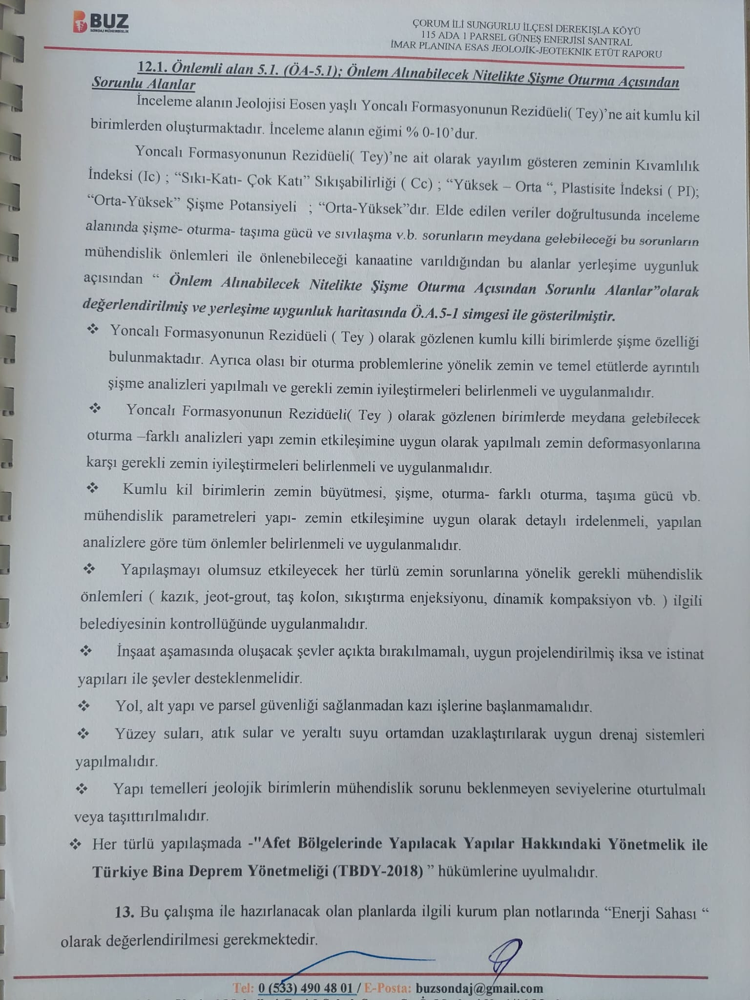 BUZ
SONDAJ MÜHENDİSLİK
ÇORUM İLİ SUNGURLU İLÇESİ DEREKIŞLA KÖYÜ
115 ADA 1 PARSEL GÜNEŞ ENERJİSİ SANTRAL
İMAR PLANINA ESAS JEOLOJİK-JEOTEKNİK ETÜT RAPORU
12.1. Önlemli alan 5.1. (ÖA-5.1); Önlem Alınabilecek Nitelikte Şişme Oturma Açısından
Sorunlu Alanlar
İnceleme alanın Jeolojisi Eosen yaşlı Yoncalı Formasyonunun Rezidüeli( Tey)’ne ait kumlu kil
birimlerden oluşturmaktadır. İnceleme alanın eğimi % 0-10’dur.
Yoncalı Formasyonunun Rezidüeli( Tey)’ne ait olarak yayılım gösteren zeminin Kıvamlılık
İndeksi (Ic) ; “Sıkı-Katı- Çok Katı” Sıkışabilirliği ( Cc) ; “Yüksek – Orta “, Plastisite İndeksi ( PI);
“Orta-Yüksek” Şişme Potansiyeli ; “Orta-Yüksek”dır. Elde edilen veriler doğrultusunda inceleme
alanında şişme- oturma- taşıma gücü ve sıvılaşma v.b. sorunların meydana gelebileceği bu sorunların
mühendislik önlemleri ile önlenebileceği kanaatine varıldığından bu alanlar yerleşime uygunluk
açısından “ Önlem Alınabilecek Nitelikte Şişme Oturma Açısından Sorunlu Alanlar”olarak
değerlendirilmiş ve yerleşime uygunluk haritasında Ö.A.5-1 simgesi ile gösterilmiştir.
❖ Yoncalı Formasyonunun Rezidüeli ( Tey ) olarak gözlenen kumlu killi birimlerde şişme özelliği
bulunmaktadır. Ayrıca olası bir oturma problemlerine yönelik zemin ve temel etütlerde ayrıntılı
şişme analizleri yapılmalı ve gerekli zemin iyileştirmeleri belirlenmeli ve uygulanmalıdır.
❖ Yoncalı Formasyonunun Rezidüeli( Tey ) olarak gözlenen birimlerde meydana gelebilecek
oturma –farklı analizleri yapı zemin etkileşimine uygun olarak yapılmalı zemin deformasyonlarına
karşı gerekli zemin iyileştirmeleri belirlenmeli ve uygulanmalıdır.
❖ Kumlu kil birimlerin zemin büyütmesi, şişme, oturma- farklı oturma, taşıma gücü vb.
mühendislik parametreleri yapı- zemin etkileşimine uygun olarak detaylı irdelenmeli, yapılan
analizlere göre tüm önlemler belirlenmeli ve uygulanmalıdır.
❖ Yapılaşmayı olumsuz etkileyecek her türlü zemin sorunlarına yönelik gerekli mühendislik
önlemleri ( kazık, jeot-grout, taş kolon, sıkıştırma enjeksiyonu, dinamik kompaksiyon vb. ) ilgili
belediyesinin kontrollüğünde uygulanmalıdır.
❖ İnşaat aşamasında oluşacak şevler açıkta bırakılmamalı, uygun projelendirilmiş iksa ve istinat
yapıları ile şevler desteklenmelidir.
❖ Yol, alt yapı ve parsel güvenliği sağlanmadan kazı işlerine başlanmamalıdır.
❖ Yüzey suları, atık sular ve yeraltı suyu ortamdan uzaklaştırılarak uygun drenaj sistemleri
yapılmalıdır.
❖ Yapı temelleri jeolojik birimlerin mühendislik sorunu beklenmeyen seviyelerine oturtulmalı
veya taşıttırılmalıdır.
❖ Her türlü yapılaşmada -"Afet Bölgelerinde Yapılacak Yapılar Hakkındaki Yönetmelik ile
Türkiye Bina Deprem Yönetmeliği (TBDY-2018) ” hükümlerine uyulmalıdır.
13. Bu çalışma ile hazırlanacak olan planlarda ilgili kurum plan notlarında “Enerji Sahası “
olarak değerlendirilmesi gerekmektedir.
Tel: 0 (533) 490 48 01 / E-Posta: buzsondaj@gmail.com